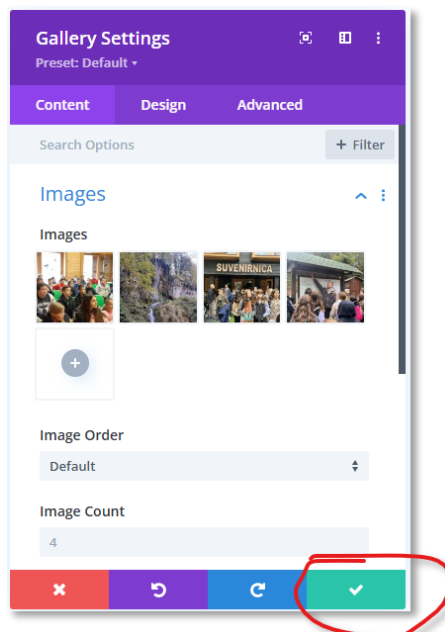 Gallery Settings
Preset: Default
Content Design Advanced
Search Options + Filter
Images
Images
SUVENIRNICA
Image Order
Default
Image Count
4